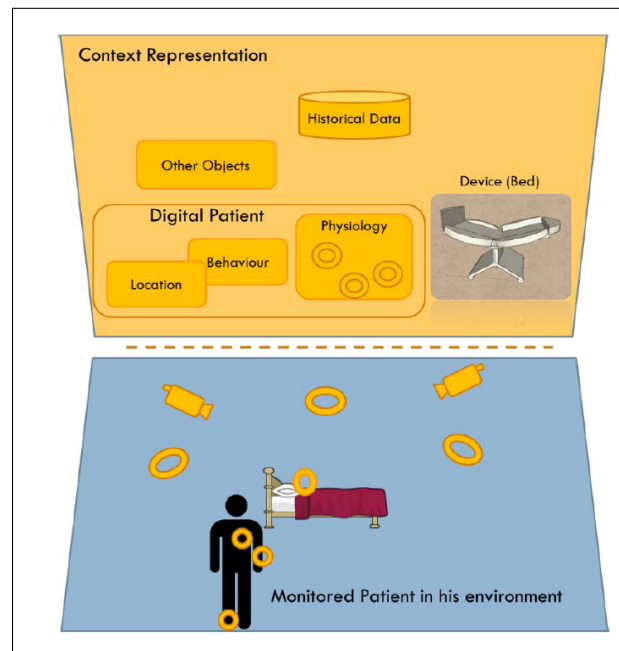 Context Representation
Historical Data
Other Objects
Device (Bed)
Digital Patient
Physiology
Behaviour
Location
Monitored Patient in his environment